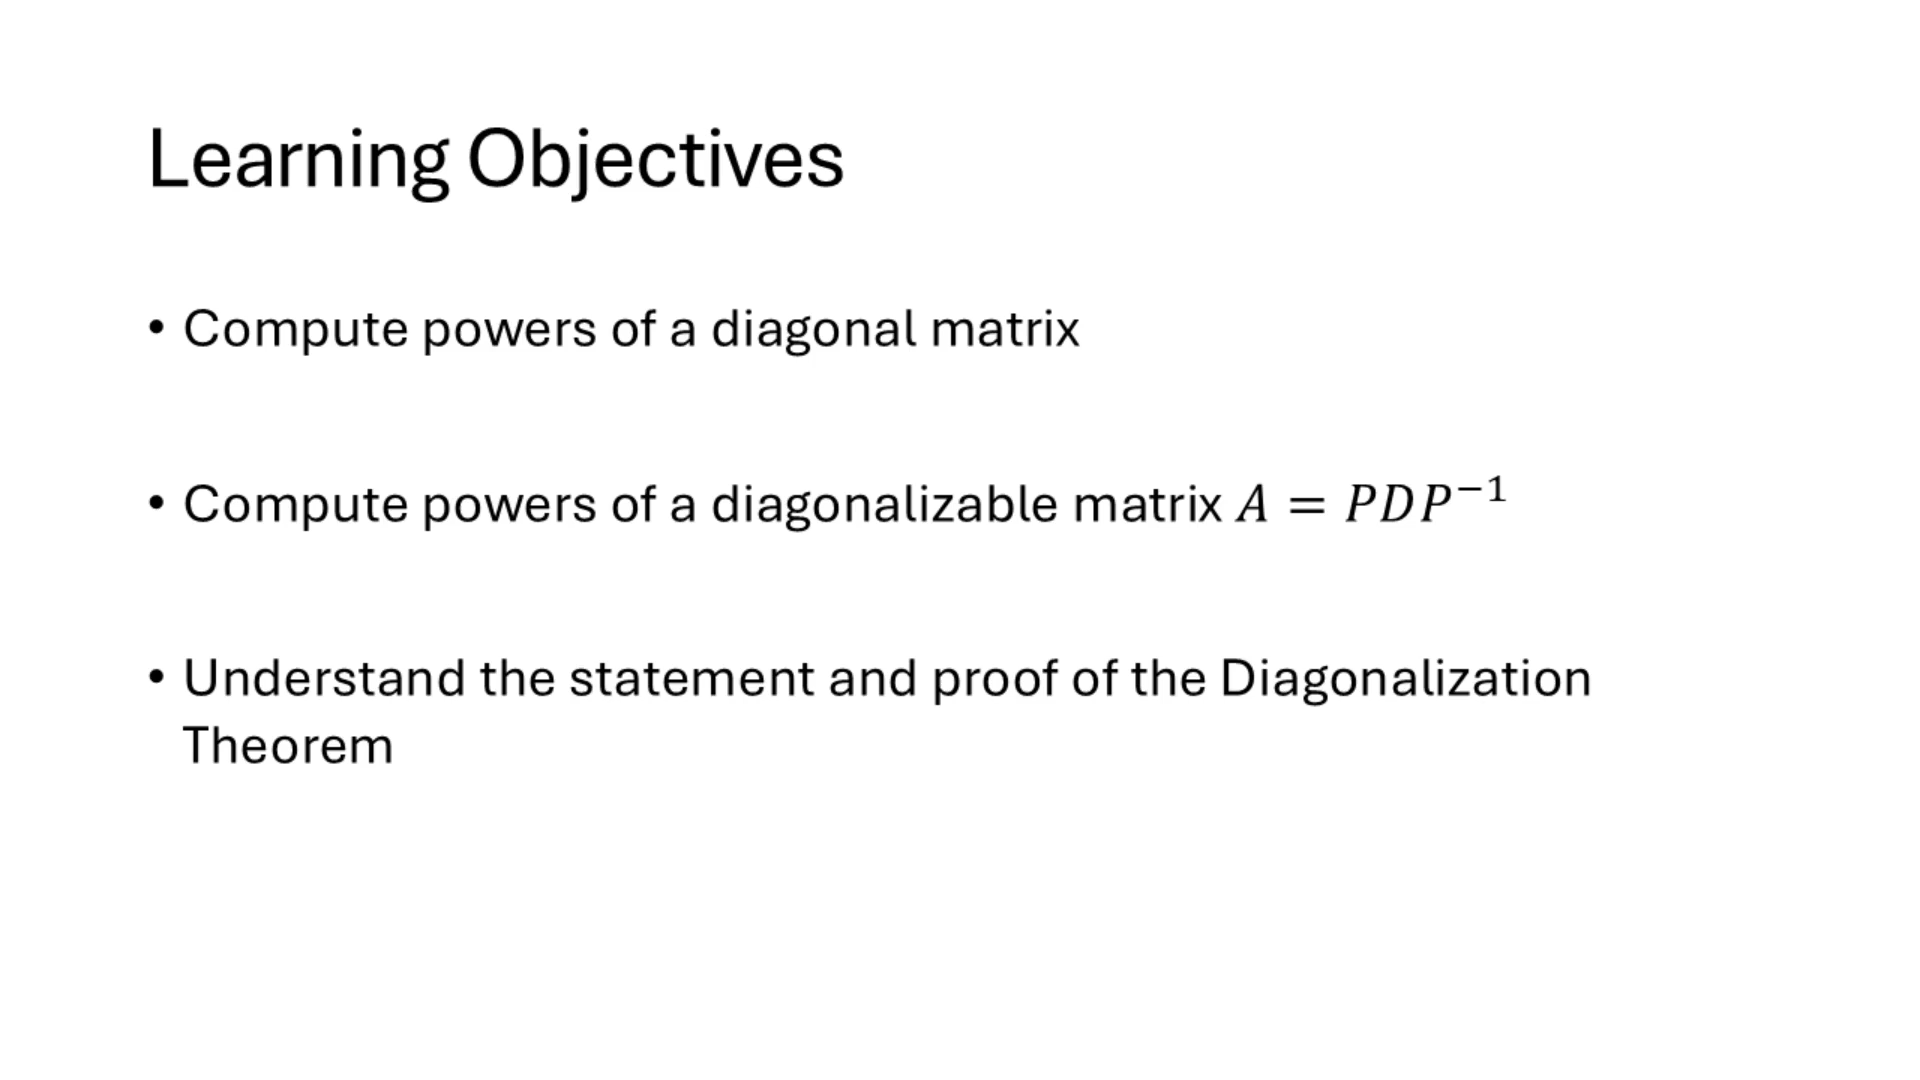 Learning Objectives
• Compute powers of a diagonal matrix
• Compute powers of a diagonalizable matrix 𝐴 = 𝑃𝐷𝑃⁻¹
• Understand the statement and proof of the Diagonalization
Theorem